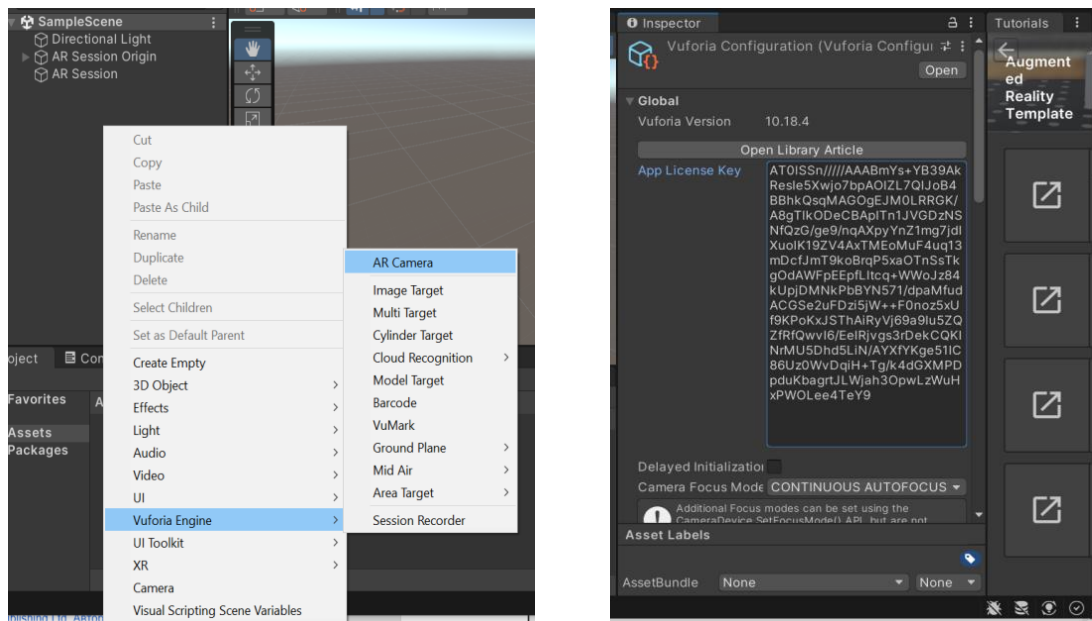 SampleScene
Directional Light
AR Session Origin
AR Session
Cut
Copy
Paste
Paste As Child
Rename
Duplicate
Delete
Select Children
Set as Default Parent
Create Empty
3D Object
Effects
Light
Audio
Video
UI
Vuforia Engine
UI Toolkit
XR
Camera
Visual Scripting Scene Variables
AR Camera
Image Target
Multi Target
Cylinder Target
Cloud Recognition
Model Target
Barcode
VuMark
Ground Plane
Mid Air
Area Target
Session Recorder
oject
Con
Favorites
A
Assets
Packages
Inspector
Vuforia Configuration (Vuforia Configu
Open
Global
Vuforia Version 10.18.4
Open Library Article
App License Key
AT0ISSn/////AAABmYs+YB39Ak
Resle5Xwjo7bpAOIZL7QIJoB4
BBhkQsqMAGOgEJM0LRRGK/
A8gTlkODeCBAplTn1JVGDzNS
NfQzG/ge9/nqAXpyYnZ1mg7jdl
XuolK19ZV4AxTMEoMuF4uq13
mDcfJmT9koBrqP5xaOTnSsTk
gOdAWFpEEpfLltcq+WWoJz84
kUpjDMNkPbBYN571/dpaMfud
ACGSe2uFDzi5jW++F0noz5xU
f9KPoKxJSThAiRyVj69a9lu5ZQ
ZfRfQwvl6/EelRjvgs3rDekCQKl
NrMU5Dhd5LiN/AYXfYKge51IC
86Uz0WvDqiH+Tg/k4dGXMPD
pduKbagrtJLWjah3OpwLzWuH
xPWOLee4TeY9
Delayed Initializatio
Camera Focus Mode CONTINUOUS AUTOFOCUS
Additional Focus modes can be set using the
CameraDevice.SetFocusMode() API, but are not
Asset Labels
AssetBundle None None
Tutorials
Augment
ed
Reality
Template